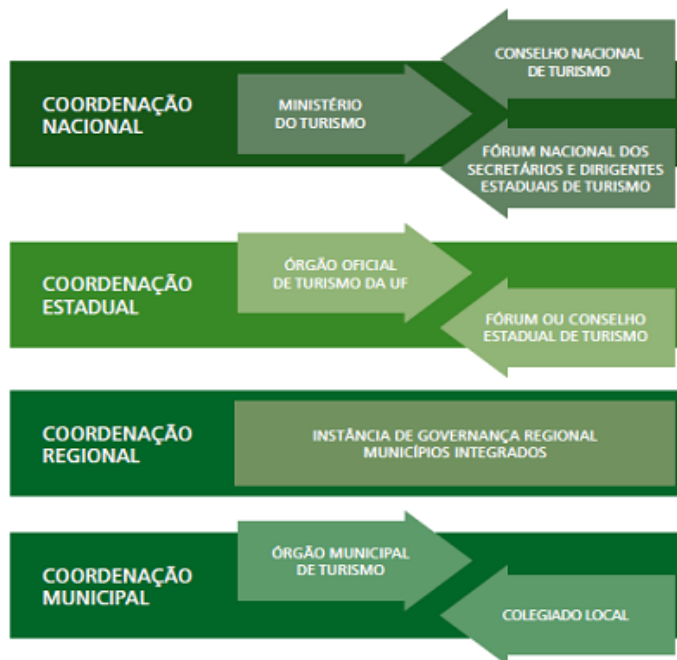 COORDENAÇÃO
NACIONAL
MINISTÉRIO
DO TURISMO
CONSELHO NACIONAL
DE TURISMO
FÓRUM NACIONAL DOS
SECRETÁRIOS E DIRIGENTES
ESTADUAIS DE TURISMO
COORDENAÇÃO
ESTADUAL
ÓRGÃO OFICIAL
DE TURISMO DA UF
FÓRUM OU CONSELHO
ESTADUAL DE TURISMO
COORDENAÇÃO
REGIONAL
INSTÂNCIA DE GOVERNANÇA REGIONAL
MUNICÍPIOS INTEGRADOS
COORDENAÇÃO
MUNICIPAL
ÓRGÃO MUNICIPAL
DE TURISMO
COLEGIADO LOCAL